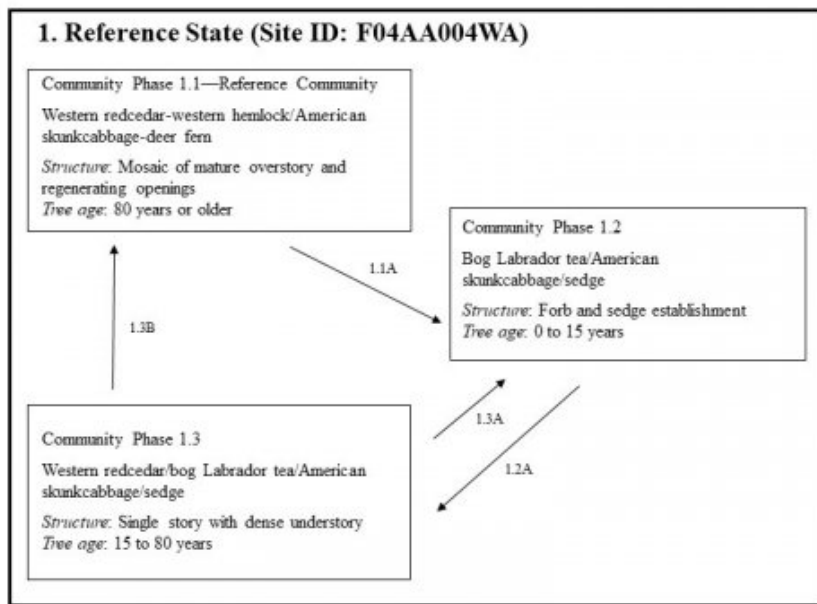 1. Reference State (Site ID: F04AA004WA)
Community Phase 1.1—Reference Community
Western redcedar-western hemlock/American
skunkcabbage-deer fern
Structure: Mosaic of mature overstory and
regenerating openings
Tree age: 80 years or older
Community Phase 1.2
Bog Labrador tea/American
skunkcabbage/sedge
Structure: Forb and sedge establishment
Tree age: 0 to 15 years
1.1A
1.3B
1.3A
1.2A
Community Phase 1.3
Western redcedar/bog Labrador tea/American
skunkcabbage/sedge
Structure: Single story with dense understory
Tree age: 15 to 80 years